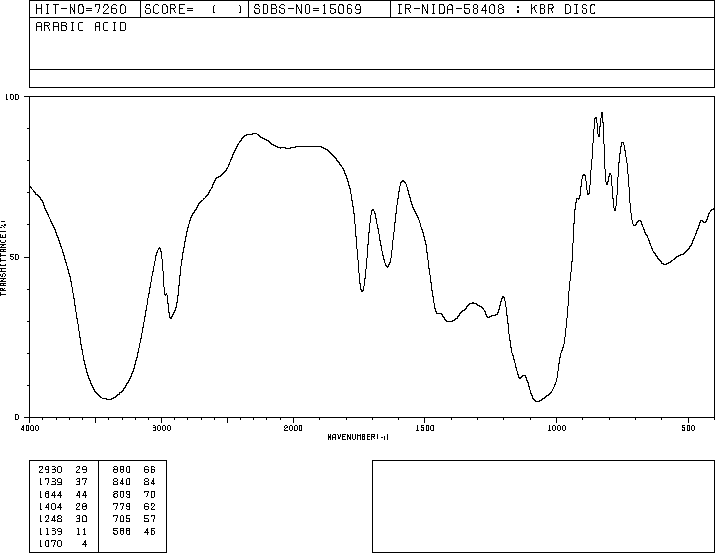 HIT-NO=7260 SCORE= ( ) SDBS-NO=15069 IR-NIDA-58408 : KBR DISC
ARABIC ACID
100
TRANSMITTANCE(%)
50
0
4000 3000 2000 1500 1000 500
WAVENUMBER(-1)
2930 29 880 66
1739 37 840 84
1644 44 809 70
1404 28 779 62
1248 30 705 57
1139 11 588 46
1070 4